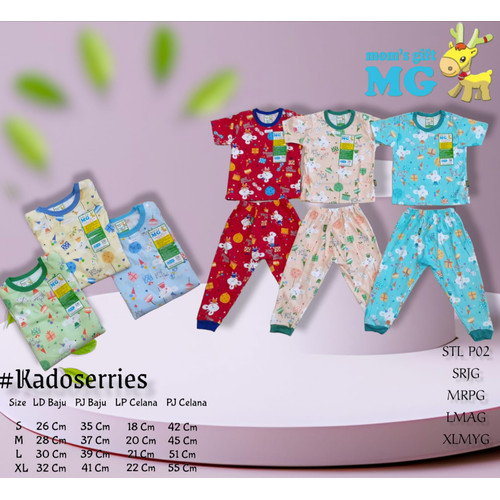 mom's gift
MG
#Kadoserries
Size LD Baju PJ Baju LP Celana PJ Celana
S 26 Cm 35 Cm 18 Cm 42 Cm
M 28 Cm 37 Cm 20 Cm 45 Cm
L 30 Cm 39 Cm 21 Cm 51 Cm
XL 32 Cm 41 Cm 22 Cm 55 Cm
STL P02
SRJG
MRPG
LMAG
XLMYG